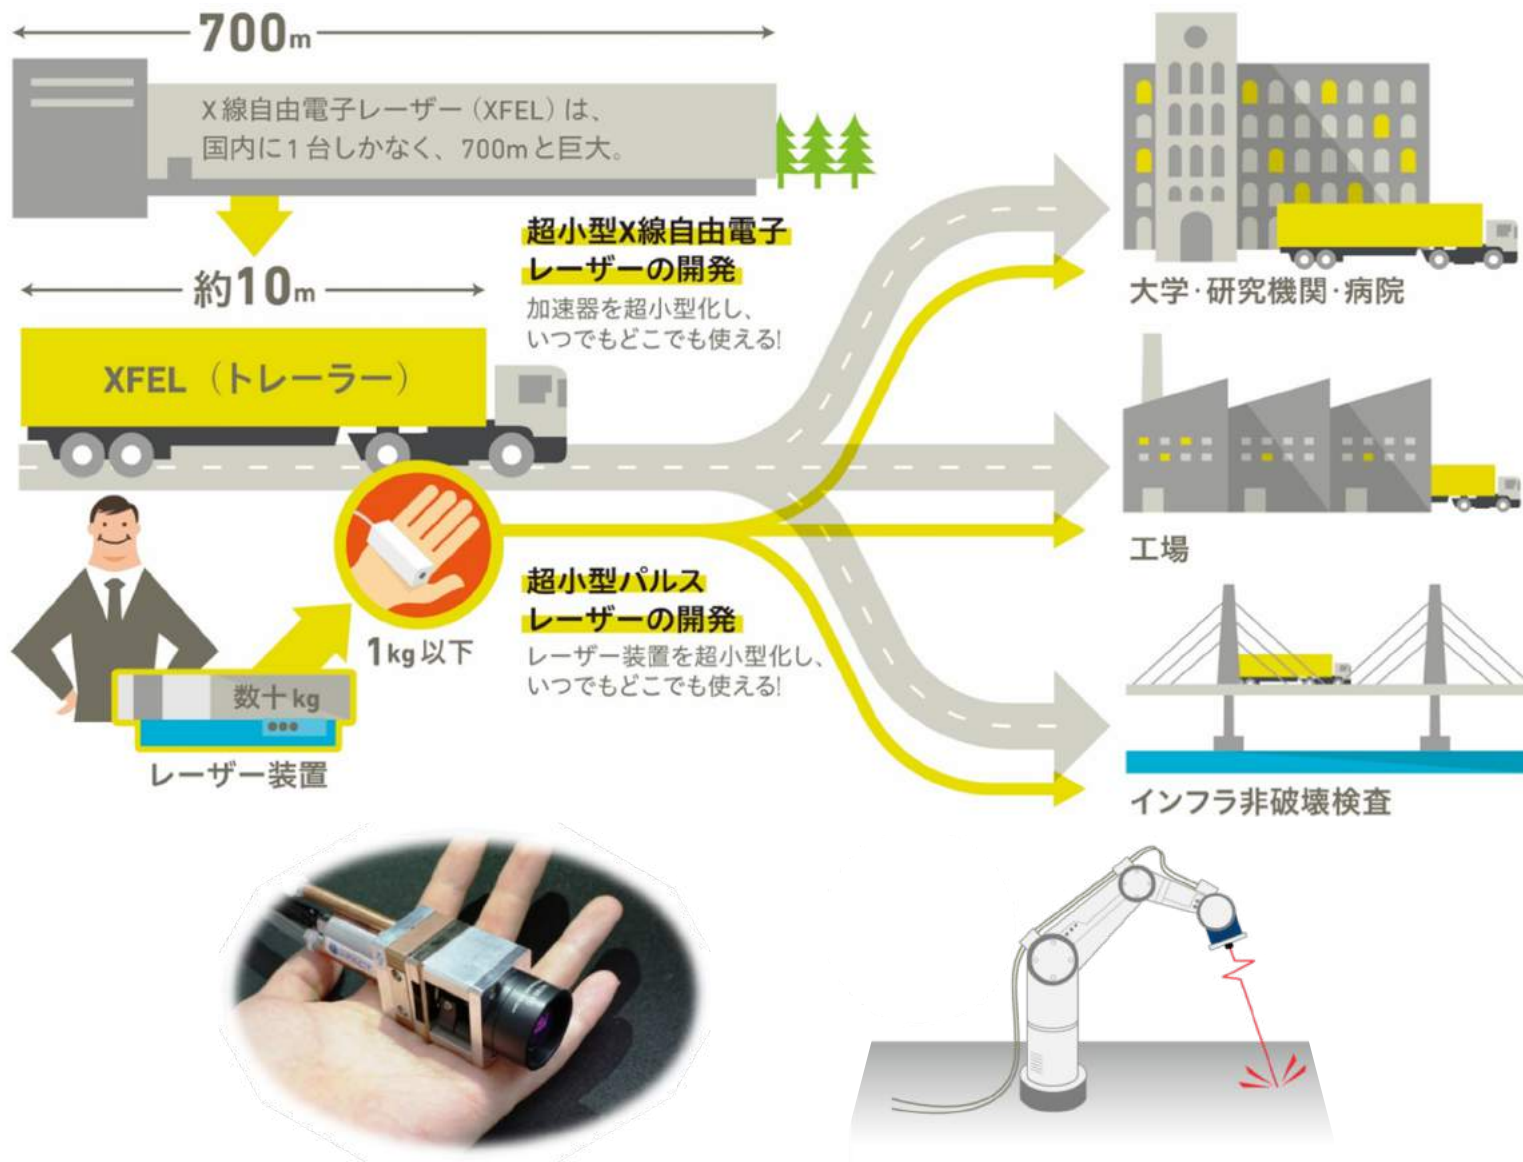 700m
X線自由電子レーザー（XFEL）は、
国内に1台しかなく、700mと巨大。
約10m
超小型X線自由電子
レーザーの開発
加速器を超小型化し、
いつでもどこでも使える!
XFEL（トレーラー）
大学・研究機関・病院
工場
1kg以下
超小型パルス
レーザーの開発
レーザー装置を超小型化し、
いつでもどこでも使える!
数十kg
レーザー装置
インフラ非破壊検査